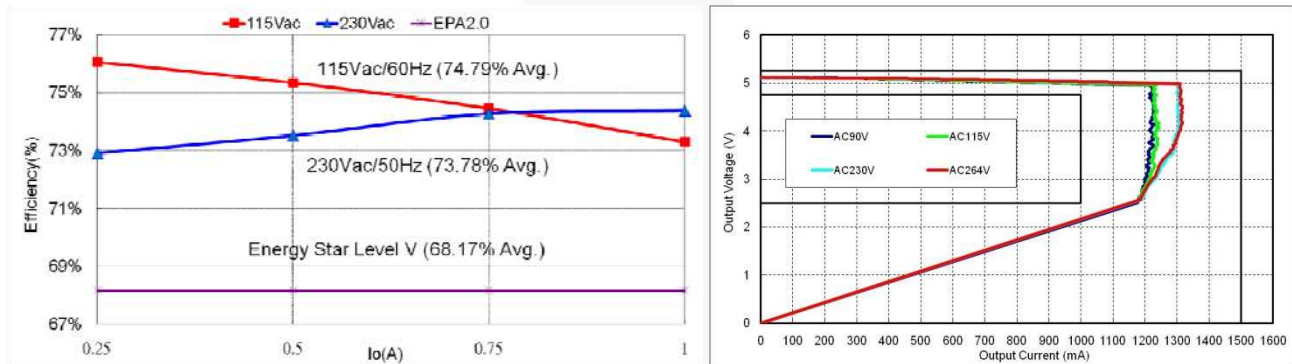 115Vac 230Vac EPA2.0
77%
75%
73%
71%
69%
67%
Efficiency(%)
115Vac/60Hz (74.79% Avg.)
230Vac/50Hz (73.78% Avg.)
Energy Star Level V (68.17% Avg.)
0.25 0.5 0.75 1
Io(A)
6
5
4
3
2
1
0
Output Voltage (V)
AC90V AC115V
AC230V AC264V
0 100 200 300 400 500 600 700 800 900 1000 1100 1200 1300 1400 1500 1600
Output Current (mA)